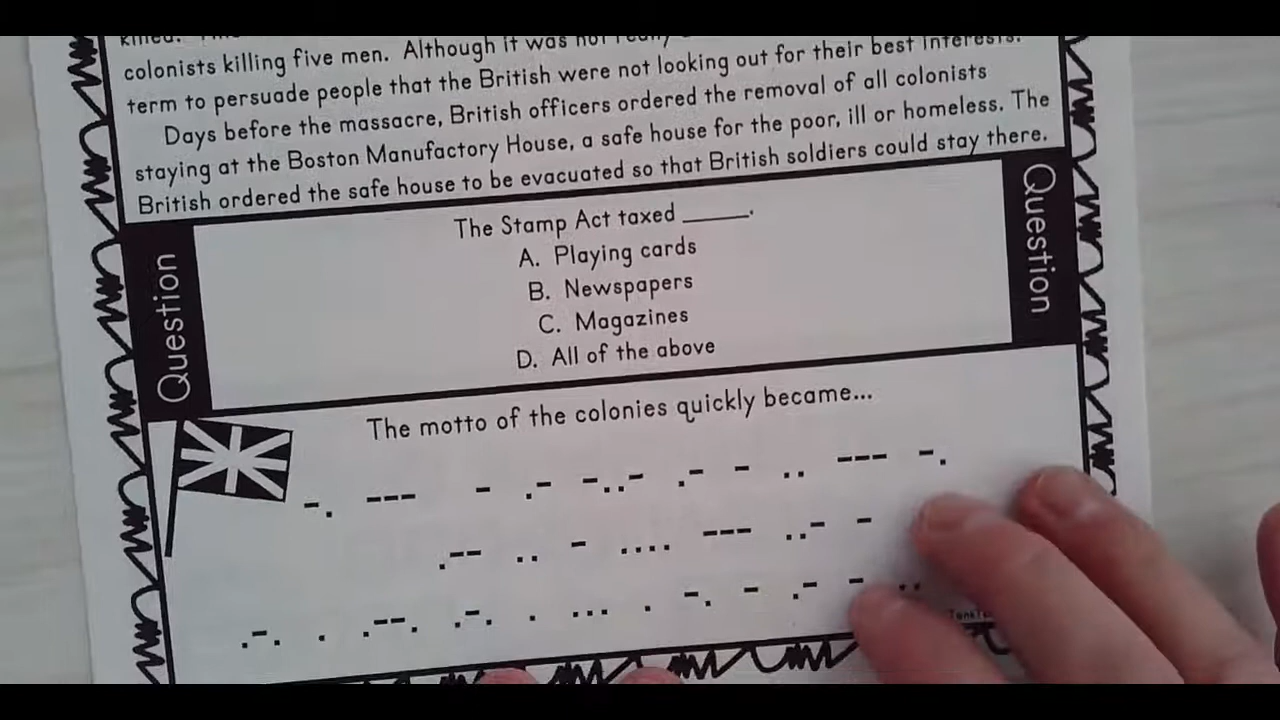 colonists killing five men. Although it was not really
term to persuade people that the British were not looking out for their best interests.
Days before the massacre, British officers ordered the removal of all colonists
staying at the Boston Manufactory House, a safe house for the poor, ill or homeless. The
British ordered the safe house to be evacuated so that British soldiers could stay there.
Question
The Stamp Act taxed _____.
A. Playing cards
B. Newspapers
C. Magazines
D. All of the above
Question
The motto of the colonies quickly became...
-. --- - .- -..- .- - .. --- -.
.-- .. - .... --- ..- -
.-. . .--. .-. . ... . -. - .- - ..